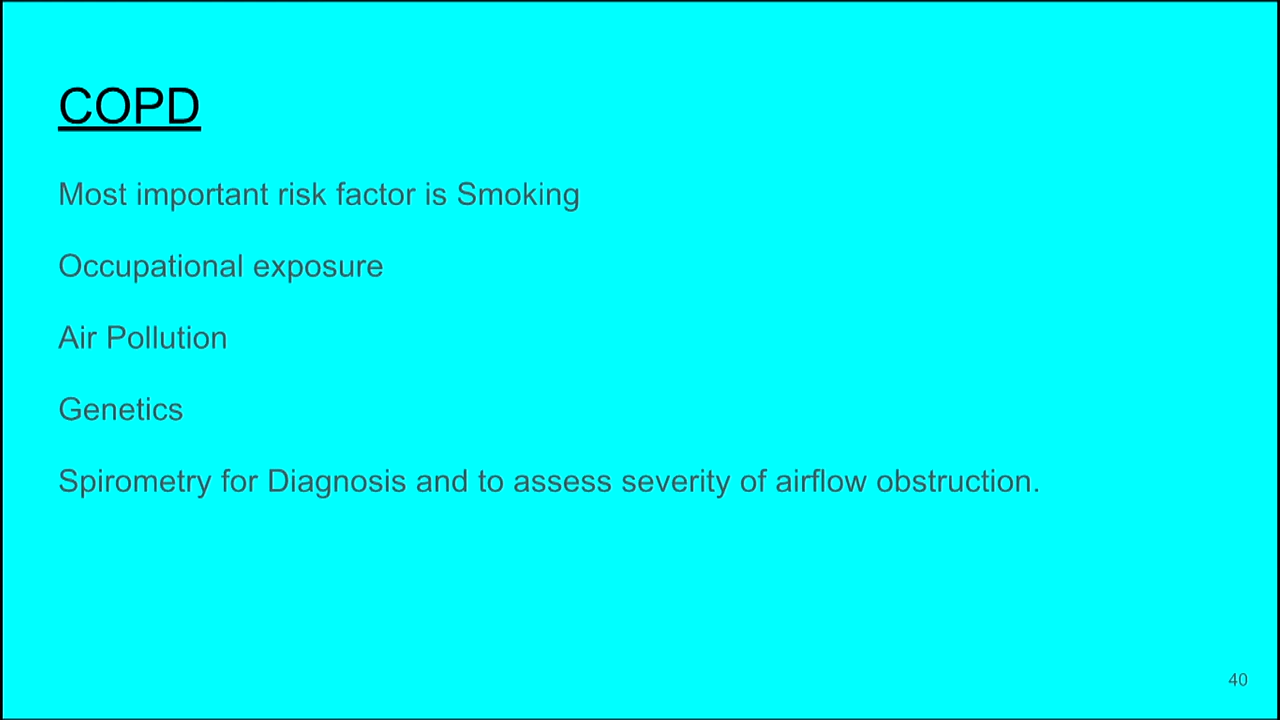 COPD
Most important risk factor is Smoking
Occupational exposure
Air Pollution
Genetics
Spirometry for Diagnosis and to assess severity of airflow obstruction.
40